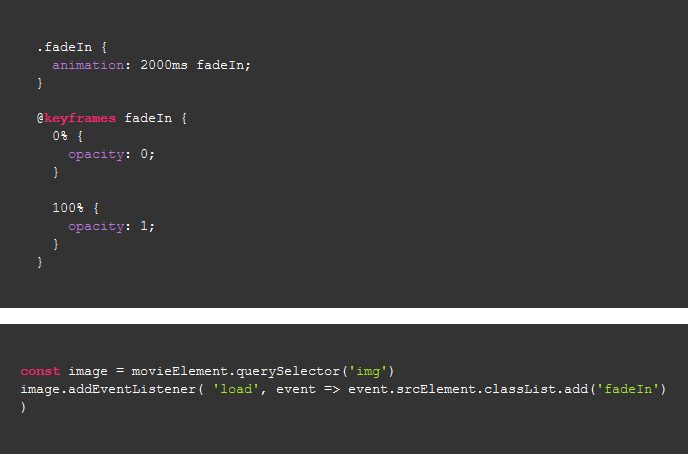 .fadeIn {
animation: 2000ms fadeIn;
}
@keyframes fadeIn {
0% {
opacity: 0;
}
100% {
opacity: 1;
}
}
const image = movieElement.querySelector('img')
image.addEventListener( 'load', event => event.srcElement.classList.add('fadeIn')
)